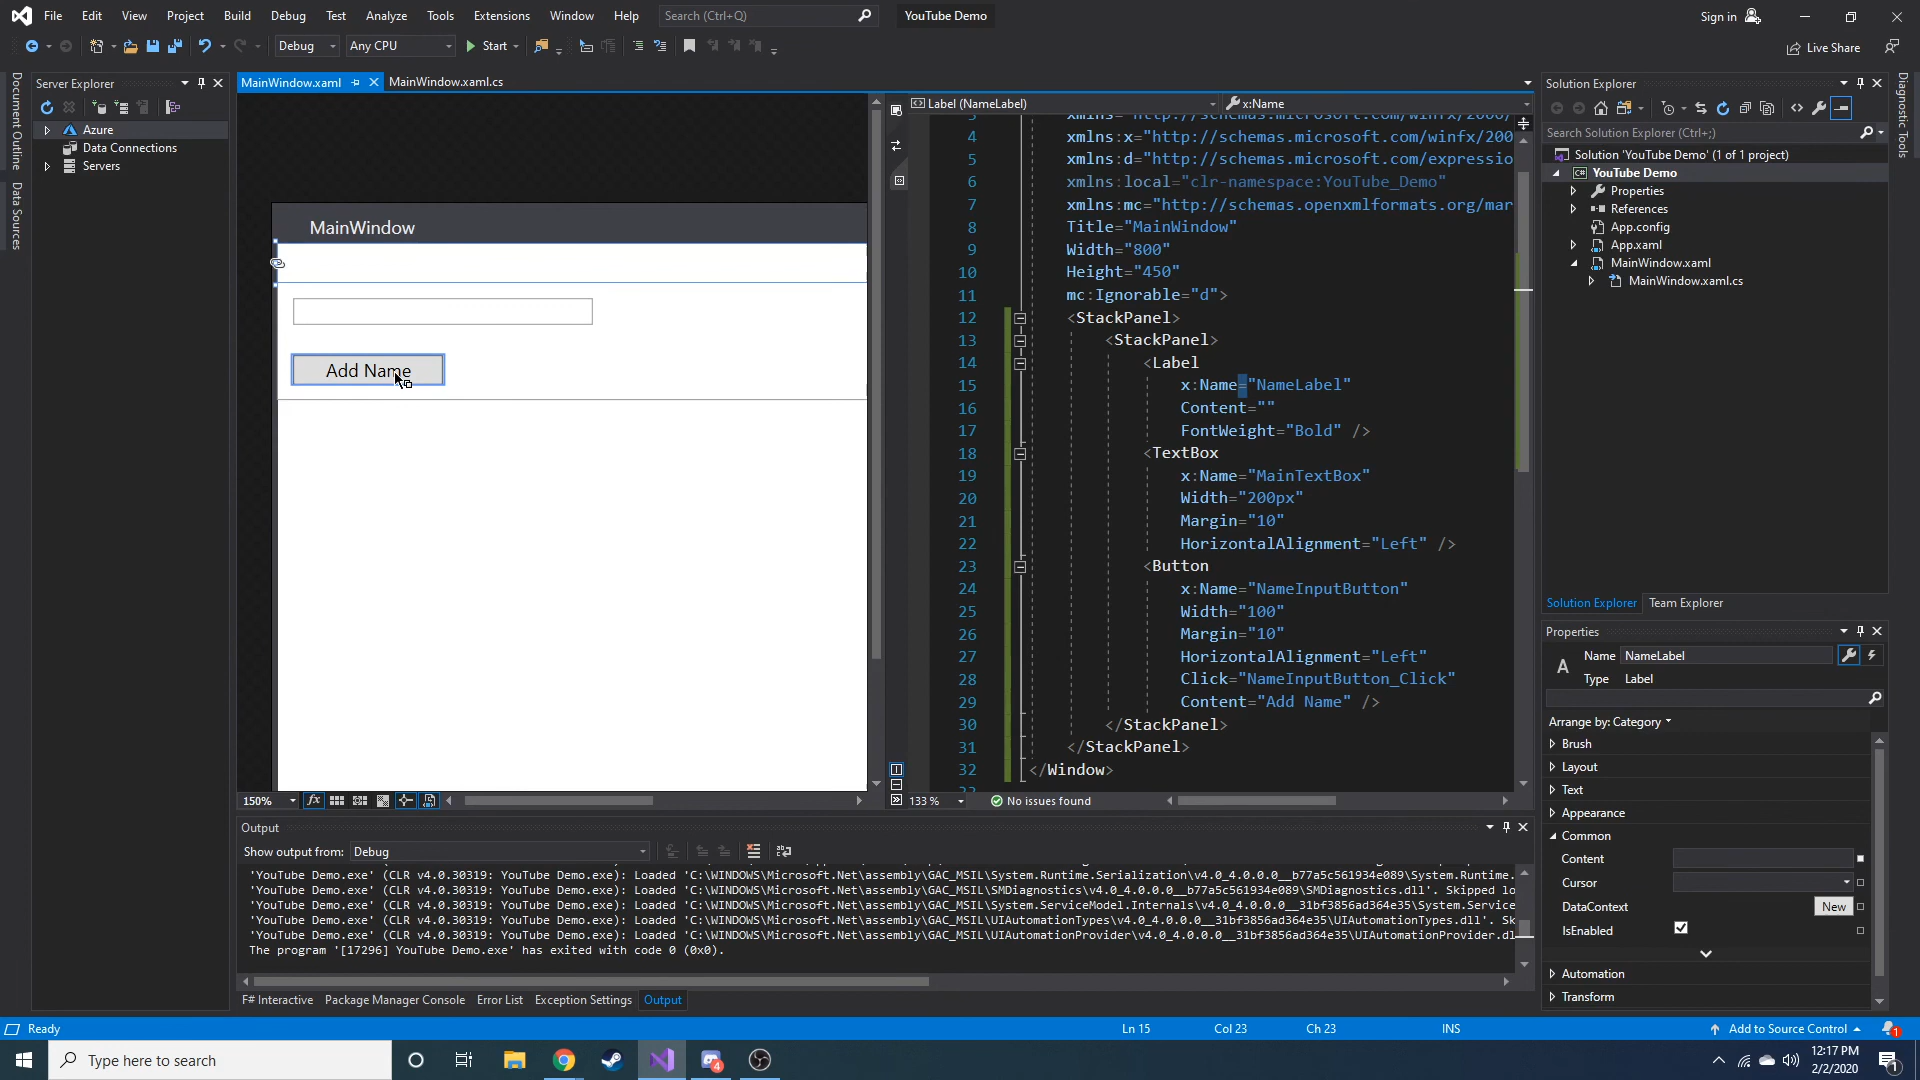 File Edit View Project Build Debug Test Analyze Tools Extensions Window Help Search (Ctrl+Q) YouTube Demo Sign in
Debug Any CPU Start Live Share
Document Outline
Data Sources
Server Explorer
Azure
Data Connections
Servers
MainWindow.xaml MainWindow.xaml.cs
MainWindow
Add Name
150%
Label (NameLabel) x:Name
4 xmlns:x="http://schemas.microsoft.com/winfx/200
5 xmlns:d="http://schemas.microsoft.com/expressio
6 xmlns:local="clr-namespace:YouTube_Demo"
7 xmlns:mc="http://schemas.openxmlformats.org/mar
8 Title="MainWindow"
9 Width="800"
10 Height="450"
11 mc:Ignorable="d">
12 <StackPanel>
13 <StackPanel>
14 <Label
15 x:Name="NameLabel"
16 Content=""
17 FontWeight="Bold" />
18 <TextBox
19 x:Name="MainTextBox"
20 Width="200px"
21 Margin="10"
22 HorizontalAlignment="Left" />
23 <Button
24 x:Name="NameInputButton"
25 Width="100"
26 Margin="10"
27 HorizontalAlignment="Left"
28 Click="NameInputButton_Click"
29 Content="Add Name" />
30 </StackPanel>
31 </StackPanel>
32 </Window>
133 % No issues found
Output
Show output from: Debug
'YouTube Demo.exe' (CLR v4.0.30319: YouTube Demo.exe): Loaded 'C:\WINDOWS\Microsoft.Net\assembly\GAC_MSIL\System.Runtime.Serialization\v4.0_4.0.0.0__b77a5c561934e089\System.Runtime.
'YouTube Demo.exe' (CLR v4.0.30319: YouTube Demo.exe): Loaded 'C:\WINDOWS\Microsoft.Net\assembly\GAC_MSIL\SMDiagnostics\v4.0_4.0.0.0__b77a5c561934e089\SMDiagnostics.dll'. Skipped lo
'YouTube Demo.exe' (CLR v4.0.30319: YouTube Demo.exe): Loaded 'C:\WINDOWS\Microsoft.Net\assembly\GAC_MSIL\System.ServiceModel.Internals\v4.0_4.0.0.0__31bf3856ad364e35\System.Service
'YouTube Demo.exe' (CLR v4.0.30319: YouTube Demo.exe): Loaded 'C:\WINDOWS\Microsoft.Net\assembly\GAC_MSIL\UIAutomationTypes\v4.0_4.0.0.0__31bf3856ad364e35\UIAutomationTypes.dll'. Sk
'YouTube Demo.exe' (CLR v4.0.30319: YouTube Demo.exe): Loaded 'C:\WINDOWS\Microsoft.Net\assembly\GAC_MSIL\UIAutomationProvider\v4.0_4.0.0.0__31bf3856ad364e35\UIAutomationProvider.dl
The program '[17296] YouTube Demo.exe' has exited with code 0 (0x0).
F# Interactive Package Manager Console Error List Exception Settings Output
Solution Explorer
Search Solution Explorer (Ctrl+;)
Solution 'YouTube Demo' (1 of 1 project)
YouTube Demo
Properties
References
App.config
App.xaml
MainWindow.xaml
MainWindow.xaml.cs
Solution Explorer Team Explorer
Diagnostic Tools
Properties
Name NameLabel
Type Label
Arrange by: Category
Brush
Layout
Text
Appearance
Common
Content
Cursor
DataContext New
IsEnabled
Automation
Transform
Ready Ln 15 Col 23 Ch 23 INS Add to Source Control 1
Type here to search 4 12:17 PM
2/2/2020 1